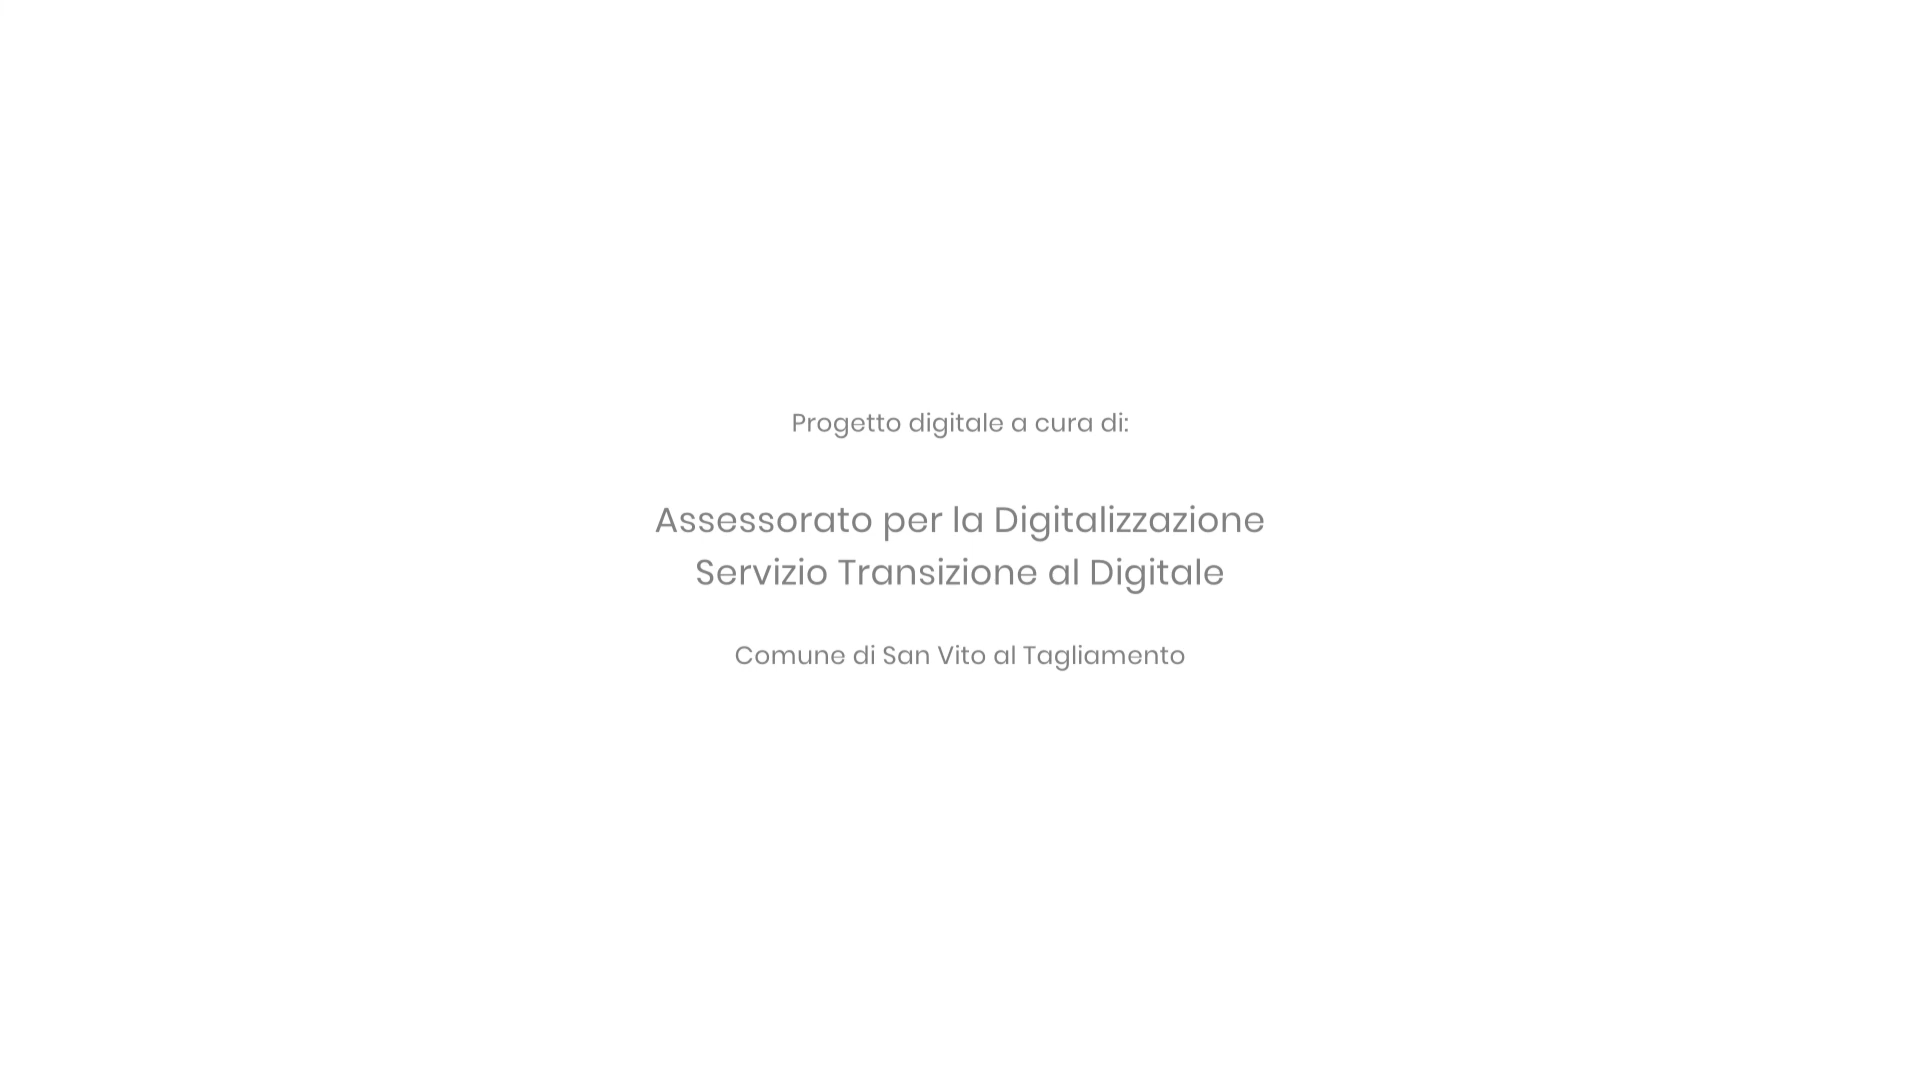 Progetto digitale a cura di:
Assessorato per la Digitalizzazione
Servizio Transizione al Digitale
Comune di San Vito al Tagliamento